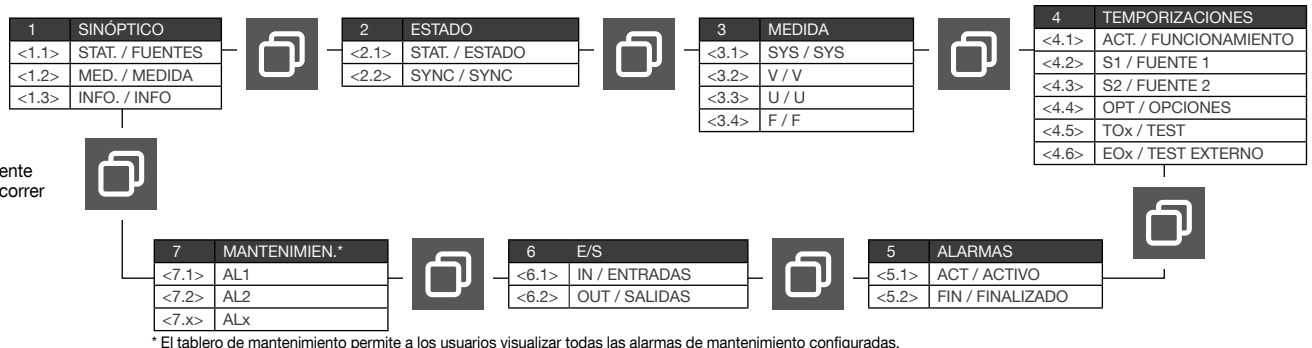 1 SINÓPTICO
<1.1> STAT. / FUENTES
<1.2> MED. / MEDIDA
<1.3> INFO. / INFO
2 ESTADO
<2.1> STAT. / ESTADO
<2.2> SYNC / SYNC
3 MEDIDA
<3.1> SYS / SYS
<3.2> V / V
<3.3> U / U
<3.4> F / F
4 TEMPORIZACIONES
<4.1> ACT. / FUNCIONAMIENTO
<4.2> S1 / FUENTE 1
<4.3> S2 / FUENTE 2
<4.4> OPT / OPCIONES
<4.5> TOx / TEST
<4.6> EOx / TEST EXTERNO
ente
correr
7 MANTENIMIEN.*
<7.1> AL1
<7.2> AL2
<7.x> ALx
6 E/S
<6.1> IN / ENTRADAS
<6.2> OUT / SALIDAS
5 ALARMAS
<5.1> ACT / ACTIVO
<5.2> FIN / FINALIZADO
* El tablero de mantenimiento permite a los usuarios visualizar todas las alarmas de mantenimiento configuradas.